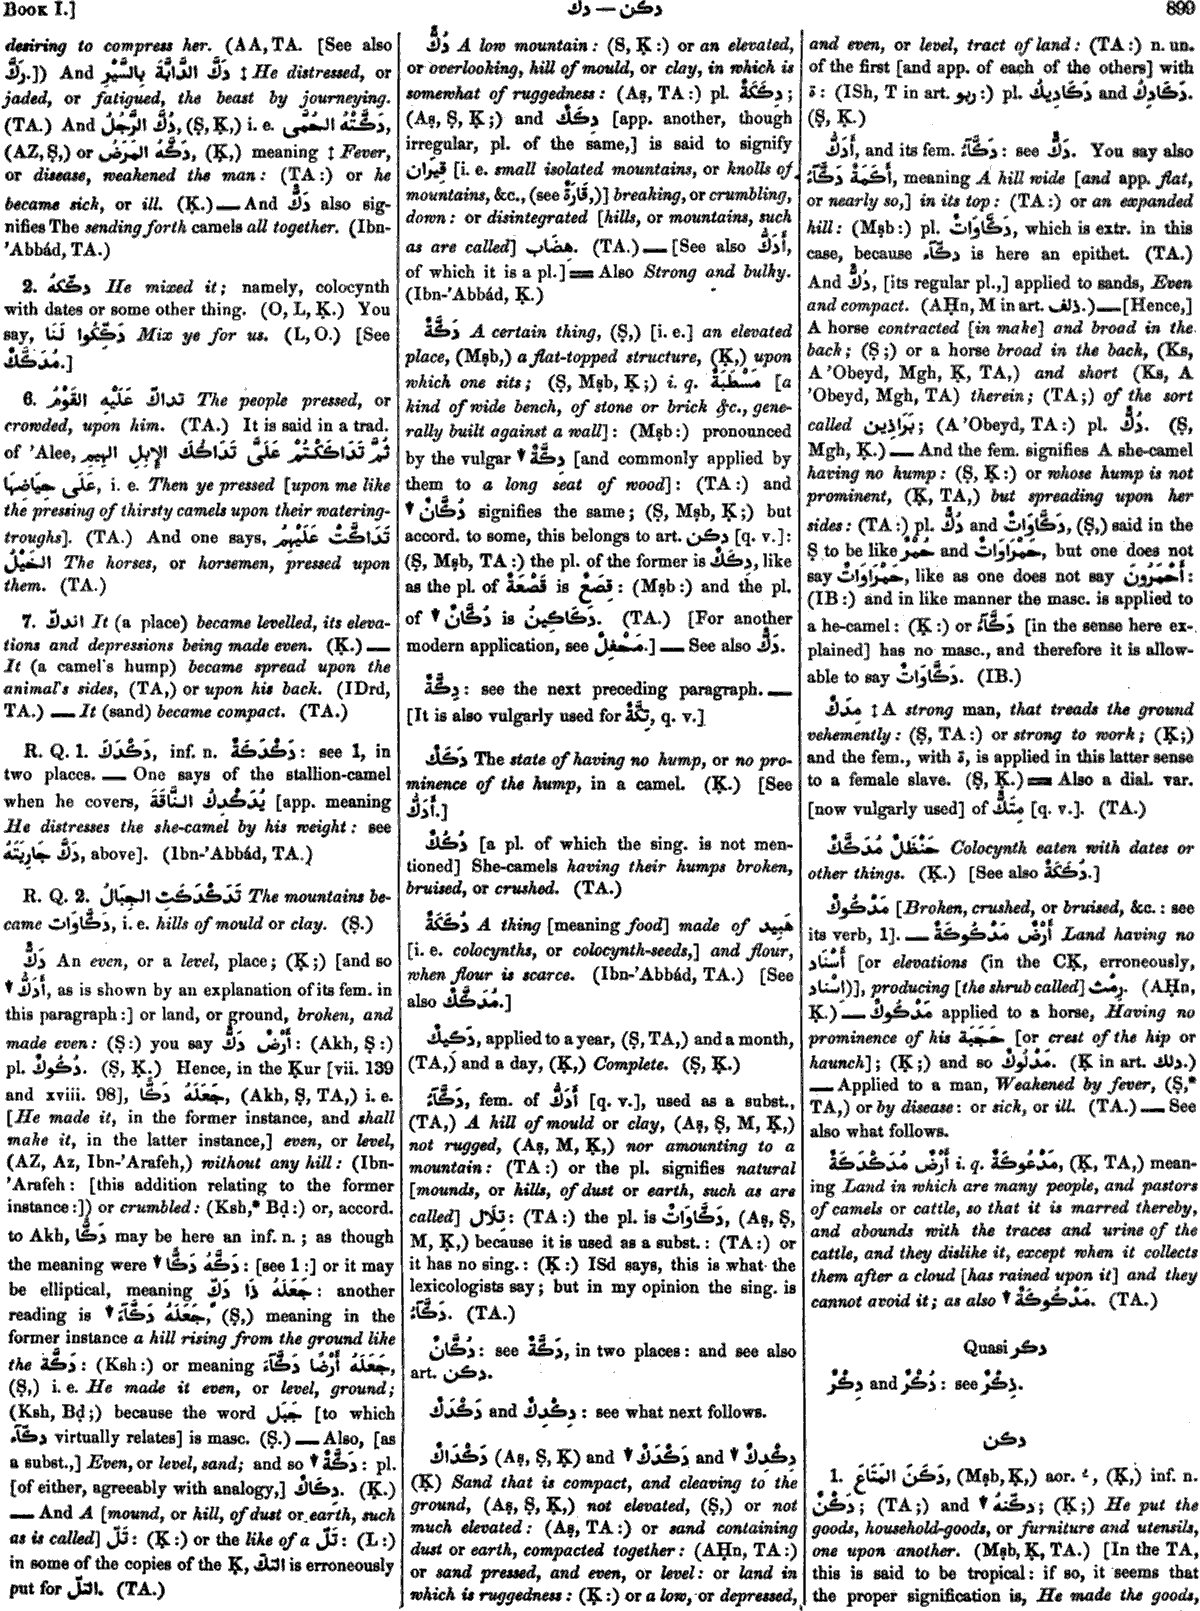 BOOK I.]
دك — دكن
899
desiring to compress her. (AA, TA. [See also
رَكَّ.]) And دَكَّ الدَّابَّةَ بِالسَّيْرِ ‡ He distressed, or
jaded, or fatigued, the beast by journeying.
(TA.) And دُكَّ الرَّجُلُ, (Ṣ, Ḳ,) i. e. دَكَّتْهُ الحُمَّى,
(AZ, Ṣ,) or دَكَّهُ المَرَضُ, (Ḳ,) meaning ‡ Fever,
or disease, weakened the man: (TA:) or he
became sick, or ill. (Ḳ.) — And دَكَّ also sig-
nifies The sending forth camels all together. (Ibn-
'Abbád, TA.)
2. دكّكهُ He mixed it; namely, colocynth
with dates or some other thing. (O, L, Ḳ.) You
say, دَكِّكُوا لَنَا Mix ye for us. (L, O.) [See
مُدَكَّكٌ.]
6. تداكّ عَلَيْهِ القَوْمُ The people pressed, or
crowded, upon him. (TA.) It is said in a trad.
of 'Alee, ثُمَّ تَدَاكَكْتُمْ عَلَىَّ تَدَاكُكَ الإِبِلِ الهِيمِ
عَلَى حِيَاضِهَا, i. e. Then ye pressed [upon me like
the pressing of thirsty camels upon their watering-
troughs]. (TA.) And one says, تَدَاكَّتْ عَلَيْهِمُ
الخَيْلُ The horses, or horsemen, pressed upon
them. (TA.)
7. اندكّ It (a place) became levelled, its eleva-
tions and depressions being made even. (Ḳ.) —
It (a camel's hump) became spread upon the
animal's sides, (TA,) or upon his back. (IDrd,
TA.) — It (sand) became compact. (TA.)
R. Q. 1. دَكْدَكَ, inf. n. دَكْدَكَةٌ: see 1, in
two places. — One says of the stallion-camel
when he covers, يُدَكْدِكُ النَّاقَةَ [app. meaning
He distresses the she-camel by his weight: see
دَكَّ جَارِيَتَهُ, above]. (Ibn-'Abbád, TA.)
R. Q. 2. تَدَكْدَكَتِ الجِبَالُ The mountains be-
came دَكَّاوَات, i. e. hills of mould or clay. (Ṣ.)
دَكٌّ An even, or a level, place; (Ḳ;) [and so
▾ أَدَكُّ, as is shown by an explanation of its fem. in
this paragraph:] or land, or ground, broken, and
made even: (Ṣ:) you say أَرْضٌ دَكٌّ: (Akh, Ṣ:)
pl. دُكُوكٌ. (Ṣ, Ḳ.) Hence, in the Ḳur [vii. 139
and xviii. 98], جَعَلَهُ دَكًّا, (Akh, Ṣ, TA,) i. e.
[He made it, in the former instance, and shall
make it, in the latter instance,] even, or level,
(AZ, Az, Ibn-'Arafeh,) without any hill: (Ibn-
'Arafeh: [this addition relating to the former
instance:]) or crumbled: (Ksh,* Bḍ:) or, accord.
to Akh, دَكًّا may be here an inf. n.; as though
the meaning were ▾ دَكَّهُ دَكًّا: [see 1:] or it may
be elliptical, meaning جَعَلَهُ ذَا دَكٍّ: another
reading is ▾ جَعَلَهُ دَكَّآءَ, (Ṣ,) meaning in the
former instance a hill rising from the ground like
the دَكَّة: (Ksh:) or meaning جَعَلَهُ أَرْضًا دَكَّآءَ,
(Ṣ,) i. e. He made it even, or level, ground;
(Ksh, Bḍ;) because the word جَبَل [to which
دكّآء virtually relates] is masc. (Ṣ.) — Also, [as
a subst.,] Even, or level, sand; and so ▾ دَكَّةٌ: pl.
[of either, agreeably with analogy,] دِكَاكٌ. (Ḳ.)
— And A [mound, or hill, of dust or earth, such
as is called] تَلّ: (Ḳ:) or the like of a تَلّ: (L:)
in some of the copies of the Ḳ, التكّ is erroneously
put for التلّ. (TA.)
دُكٌّ A low mountain: (Ṣ, Ḳ:) or an elevated,
or overlooking, hill of mould, or clay, in which is
somewhat of ruggedness: (Aṣ, TA:) pl. دِكَكَةٌ;
(Aṣ, Ṣ, Ḳ;) and دِكَكٌ [app. another, though
irregular, pl. of the same,] is said to signify
قِيرَان [i. e. small isolated mountains, or knolls of
mountains, &c., (see قَارَةٌ,)] breaking, or crumbling,
down: or disintegrated [hills, or mountains, such
as are called] هِضَاب. (TA.) — [See also أَدَكُّ,
of which it is a pl.] = Also Strong and bulky.
(Ibn-'Abbád, Ḳ.)
دَكَّةٌ A certain thing, (Ṣ,) [i. e.] an elevated
place, (Mṣb,) a flat-topped structure, (Ḳ,) upon
which one sits; (Ṣ, Mṣb, Ḳ;) i. q. مَسْطَبَةٌ [a
kind of wide bench, of stone or brick &c., gene-
rally built against a wall]: (Mṣb:) pronounced
by the vulgar ▾ دِكَّةٌ [and commonly applied by
them to a long seat of wood]: (TA:) and
▾ دُكَّانٌ signifies the same; (Ṣ, Mṣb, Ḳ;) but
accord. to some, this belongs to art. دكن [q. v.]:
(Ṣ, Mṣb, TA:) the pl. of the former is دِكَكٌ, like
as the pl. of قَصْعَةٌ is قِصَعٌ: (Mṣb:) and the pl.
of ▾ دُكَّانٌ is دَكَاكِينُ. (TA.) [For another
modern application, see مَحْفِلٌ.] — See also دَكٌّ.
دِكَّةٌ: see the next preceding paragraph. —
[It is also vulgarly used for تِكَّةٌ, q. v.]
دَكَكٌ The state of having no hump, or no pro-
minence of the hump, in a camel. (Ḳ.) [See
أَدَكُّ.]
دُكُكٌ [a pl. of which the sing. is not men-
tioned] She-camels having their humps broken,
bruised, or crushed. (TA.)
دُكَكَةٌ A thing [meaning food] made of هَبِيد
[i. e. colocynths, or colocynth-seeds,] and flour,
when flour is scarce. (Ibn-'Abbád, TA.) [See
also مُدَكَّكٌ.]
دَكِيكٌ, applied to a year, (Ṣ, TA,) and a month,
(TA,) and a day, (Ḳ,) Complete. (Ṣ, Ḳ.)
دَكَّآءُ, fem. of أَدَكُّ [q. v.], used as a subst.,
(TA,) A hill of mould or clay, (Aṣ, Ṣ, M, Ḳ,)
not rugged, (Aṣ, M, Ḳ,) nor amounting to a
mountain: (TA:) or the pl. signifies natural
[mounds, or hills, of dust or earth, such as are
called] تِلَال: (TA:) the pl. is دَكَّاوَاتٌ, (Aṣ, Ṣ,
M, Ḳ,) because it is used as a subst.: (TA:) or
it has no sing.: (Ḳ:) ISd says, this is what the
lexicologists say; but in my opinion the sing. is
دَكَّآءُ. (TA.)
دُكَّانٌ: see دَكَّةٌ, in two places: and see also
art. دكن.
دَكْدَكٌ and دِكْدِكٌ: see what next follows.
دَكْدَاكٌ (Aṣ, Ṣ, Ḳ) and ▾ دَكْدَكٌ and ▾ دِكْدِكٌ
(Ḳ) Sand that is compact, and cleaving to the
ground, (Aṣ, Ṣ, Ḳ,) not elevated, (Ṣ,) or not
much elevated: (Aṣ, TA:) or sand containing
dust or earth, compacted together: (AḤn, TA:)
or sand pressed, and even, or level: or land in
which is ruggedness: (Ḳ:) or a low, or depressed,
and even, or level, tract of land: (TA:) n. un.
of the first [and app. of each of the others] with
ة: (ISh, T in art. ربو:) pl. دَكَادِكُ and دَكَادِيكُ.
(Ṣ, Ḳ.)
أَدَكُّ, and its fem. دَكَّآءُ: see دَكٌّ. You say also
أَكَمَةٌ دَكَّآءُ, meaning A hill wide [and app. flat,
or nearly so,] in its top: (TA:) or an expanded
hill: (Mṣb:) pl. دَكَّاوَاتٌ, which is extr. in this
case, because دكّآء is here an epithet. (TA.)
And دُكٌّ, [its regular pl.,] applied to sands, Even
and compact. (AḤn, M in art. ذلف.) — [Hence,]
A horse contracted [in make] and broad in the
back; (Ṣ;) or a horse broad in the back, (Ks,
A 'Obeyd, Mgh, Ḳ, TA,) and short (Ks, A
'Obeyd, Mgh, TA) therein; (TA;) of the sort
called بَرَاذِين; (A 'Obeyd, TA:) pl. دُكٌّ. (Ṣ,
Mgh, Ḳ.) — And the fem. signifies A she-camel
having no hump: (Ṣ, Ḳ:) or whose hump is not
prominent, (Ḳ, TA,) but spreading upon her
sides: (TA:) pl. دُكٌّ and دَكَّاوَاتٌ, (Ṣ,) said in the
Ṣ to be like حُمْرٌ and حَمْرَاوَاتٌ, but one does not
say حَمْرَاوَاتٌ, like as one does not say أَحْمَرُونَ:
(IB:) and in like manner the masc. is applied to
a he-camel: (Ḳ:) or دَكَّآءُ [in the sense here ex-
plained] has no masc., and therefore it is allow-
able to say دَكَّاوَاتٌ. (IB.)
مِدَكٌّ ‡ A strong man, that treads the ground
vehemently: (Ṣ, TA:) or strong to work; (Ḳ;)
and the fem., with ة, is applied in this latter sense
to a female slave. (Ṣ, Ḳ.) = Also a dial. var.
[now vulgarly used] of مِتَكٌّ [q. v.]. (TA.)
حَنْظَلٌ مُدَكَّكٌ Colocynth eaten with dates or
other things. (Ḳ.) [See also دُكَكَةٌ.]
مَدْكُوكٌ [Broken, crushed, or bruised, &c.: see
its verb, 1]. — أَرْضٌ مَدْكُوكَةٌ Land having no
أَسْنَاد [or elevations (in the CḲ, erroneously,
اِسْناد)], producing [the shrub called] رِمْث. (AḤn,
Ḳ.) — مَدْكُوكٌ applied to a horse, Having no
prominence of his حَجَبَة [or crest of the hip or
haunch]; (Ḳ;) and so مَدْلُوكٌ. (Ḳ in art. دلك.)
— Applied to a man, Weakened by fever, (Ṣ,*
TA,) or by disease: or sick, or ill. (TA.) — See
also what follows.
أَرْضٌ مُدَكْدَكَةٌ i. q. مَدْعُوكَةٌ, (Ḳ, TA,) mean-
ing Land in which are many people, and pastors
of camels or cattle, so that it is marred thereby,
and abounds with the traces and urine of the
cattle, and they dislike it, except when it collects
them after a cloud [has rained upon it] and they
cannot avoid it; as also ▾ مَدْكُوكَةٌ. (TA.)
Quasi دكر
دِكْرٌ and دُكْرٌ: see ذِكْرٌ.
دكن
1. دَكَنَ المَتَاعَ, (Mṣb, Ḳ,) aor. ـُ, (Ḳ,) inf. n.
دَكْنٌ; (TA;) and ▾ دكّنهُ; (Ḳ;) He put the
goods, household-goods, or furniture and utensils,
one upon another. (Mṣb, Ḳ, TA.) [In the TA,
this is said to be tropical: if so, it seems that
the proper signification is, He made the goods,